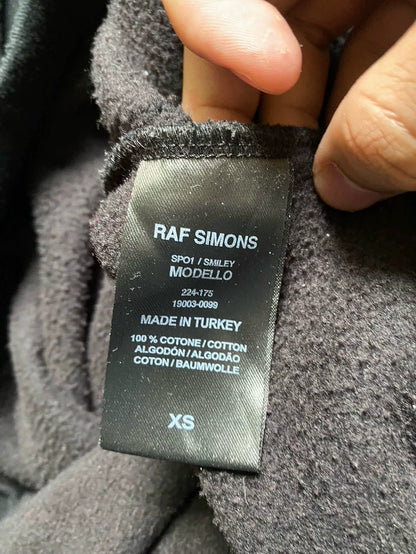 RAF SIMONS
SPO1 / SMILEY
MODELLO
224-175
19003-0099
MADE IN TURKEY
100 % COTONE / COTTON
ALGODÓN / ALGODÃO
COTON / BAUMWOLLE
XS